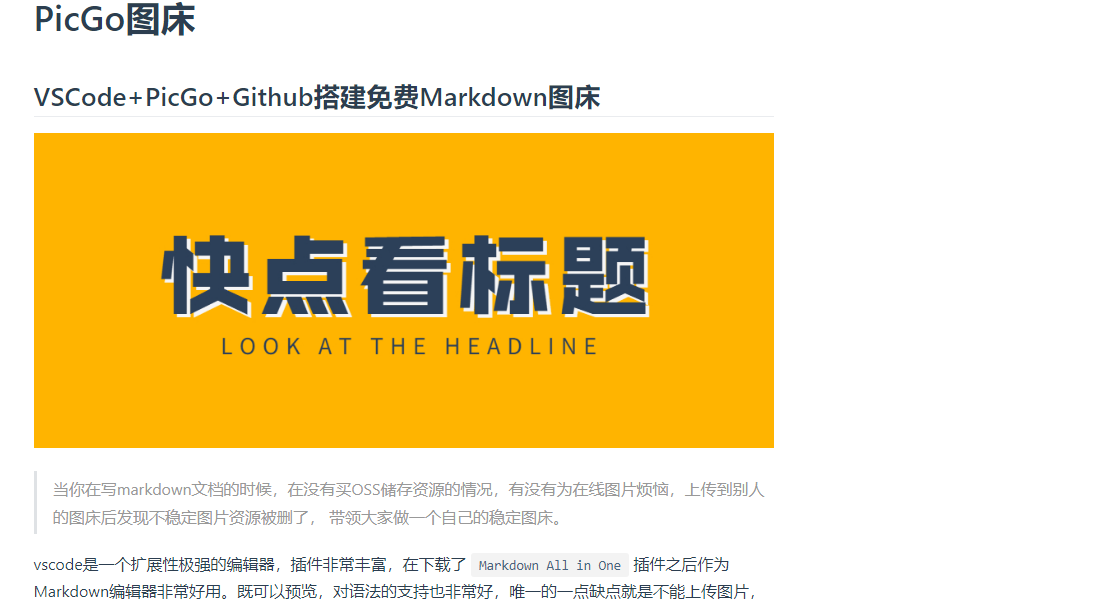 PicGo图床
VSCode+PicGo+Github搭建免费Markdown图床
快点看标题
LOOK AT THE HEADLINE
当你在写markdown文档的时候，在没有买OSS储存资源的情况，有没有为在线图片烦恼，上传到别人
的图床后发现不稳定图片资源被删了， 带领大家做一个自己的稳定图床。
vscode是一个扩展性极强的编辑器，插件非常丰富，在下载了 Markdown All in One 插件之后作为
Markdown编辑器非常好用。既可以预览，对语法的支持也非常好，唯一的一点缺点就是不能上传图片，